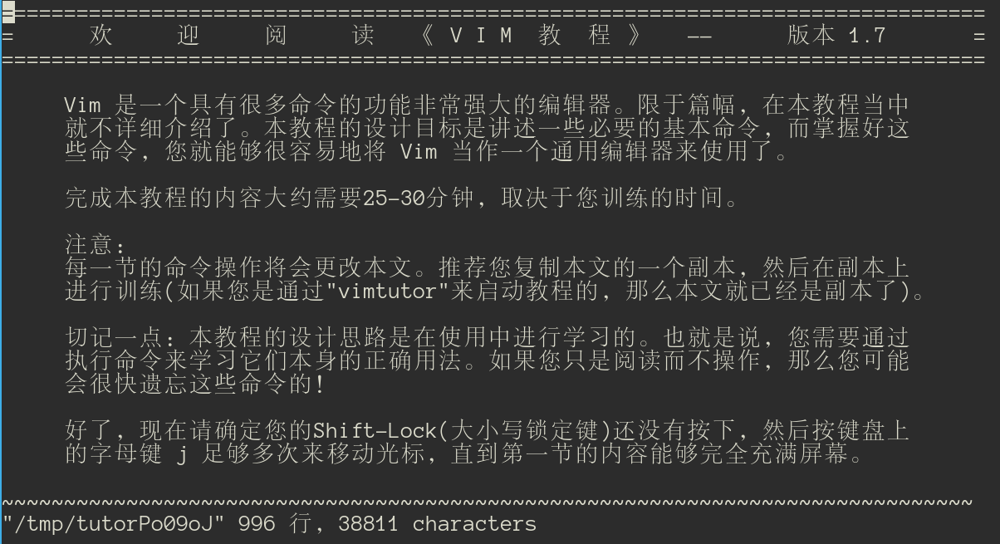 ===============================================================================
=      欢     迎     阅     读   《 V I M  教  程 》   ——      版本 1.7       =
===============================================================================
Vim 是一个具有很多命令的功能非常强大的编辑器。限于篇幅，在本教程当中
就不详细介绍了。本教程的设计目标是讲述一些必要的基本命令，而掌握好这
些命令，您就能够很容易地将 Vim 当作一个通用编辑器来使用了。
完成本教程的内容大约需要25-30分钟，取决于您训练的时间。
注意：
每一节的命令操作将会更改本文。推荐您复制本文的一个副本，然后在副本上
进行训练(如果您是通过"vimtutor"来启动教程的，那么本文就已经是副本了)。
切记一点：本教程的设计思路是在使用中进行学习的。也就是说，您需要通过
执行命令来学习它们本身的正确用法。如果您只是阅读而不操作，那么您可能
会很快遗忘这些命令的！
好了，现在请确定您的Shift-Lock(大小写锁定键)还没有按下，然后按键盘上
的字母键 j 足够多次来移动光标，直到第一节的内容能够完全充满屏幕。
~~~~~~~~~~~~~~~~~~~~~~~~~~~~~~~~~~~~~~~~~~~~~~~~~~~~~~~~~~~~~~~~~~~~~~~~~~~~~~
"/tmp/tutorPo09oJ" 996 行, 38811 characters